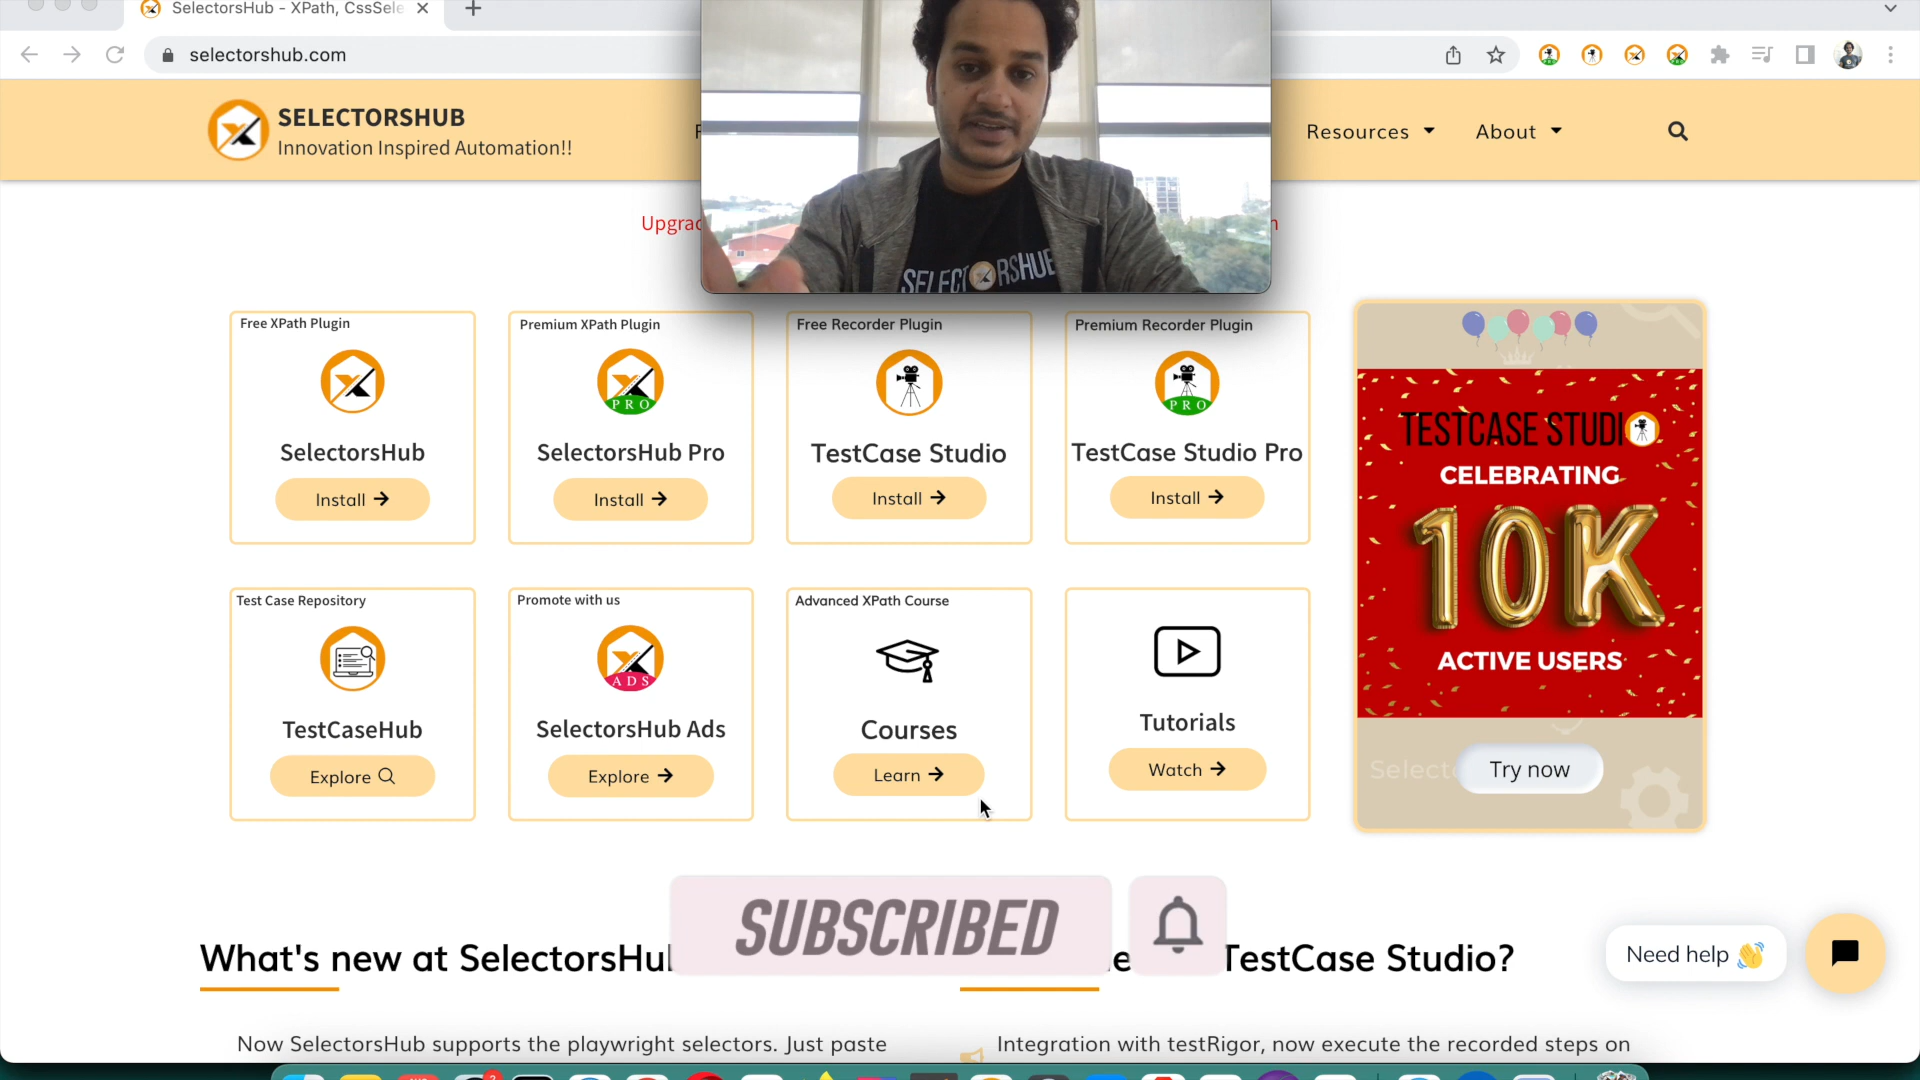 SelectorsHub - XPath, CssSele
selectorshub.com
SELECTORSHUB
Innovation Inspired Automation!!
Resources
About
SELECTORSHUB
Free XPath Plugin
SelectorsHub
Install
Premium XPath Plugin
PRO
SelectorsHub Pro
Install
Free Recorder Plugin
TestCase Studio
Install
Premium Recorder Plugin
PRO
TestCase Studio Pro
Install
TESTCASE STUDI
CELEBRATING
10K
ACTIVE USERS
Try now
Test Case Repository
TestCaseHub
Explore
Promote with us
ADS
SelectorsHub Ads
Explore
Advanced XPath Course
Courses
Learn
Tutorials
Watch
SUBSCRIBED
What's new at SelectorsHu
TestCase Studio?
Need help 👋
Now SelectorsHub supports the playwright selectors. Just paste
Integration with testRigor, now execute the recorded steps on